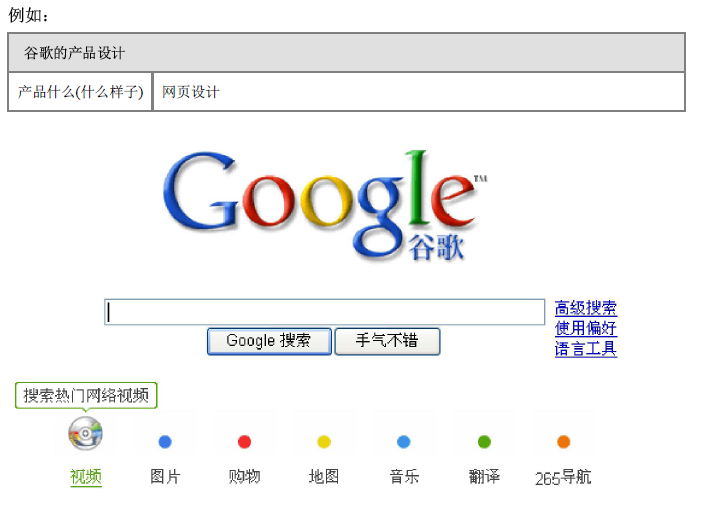 例如：
谷歌的产品设计
产品什么(什么样子) 网页设计
Google™
谷歌
高级搜索
Google 搜索 手气不错 使用偏好
语言工具
搜索热门网络视频
视频 图片 购物 地图 音乐 翻译 265导航